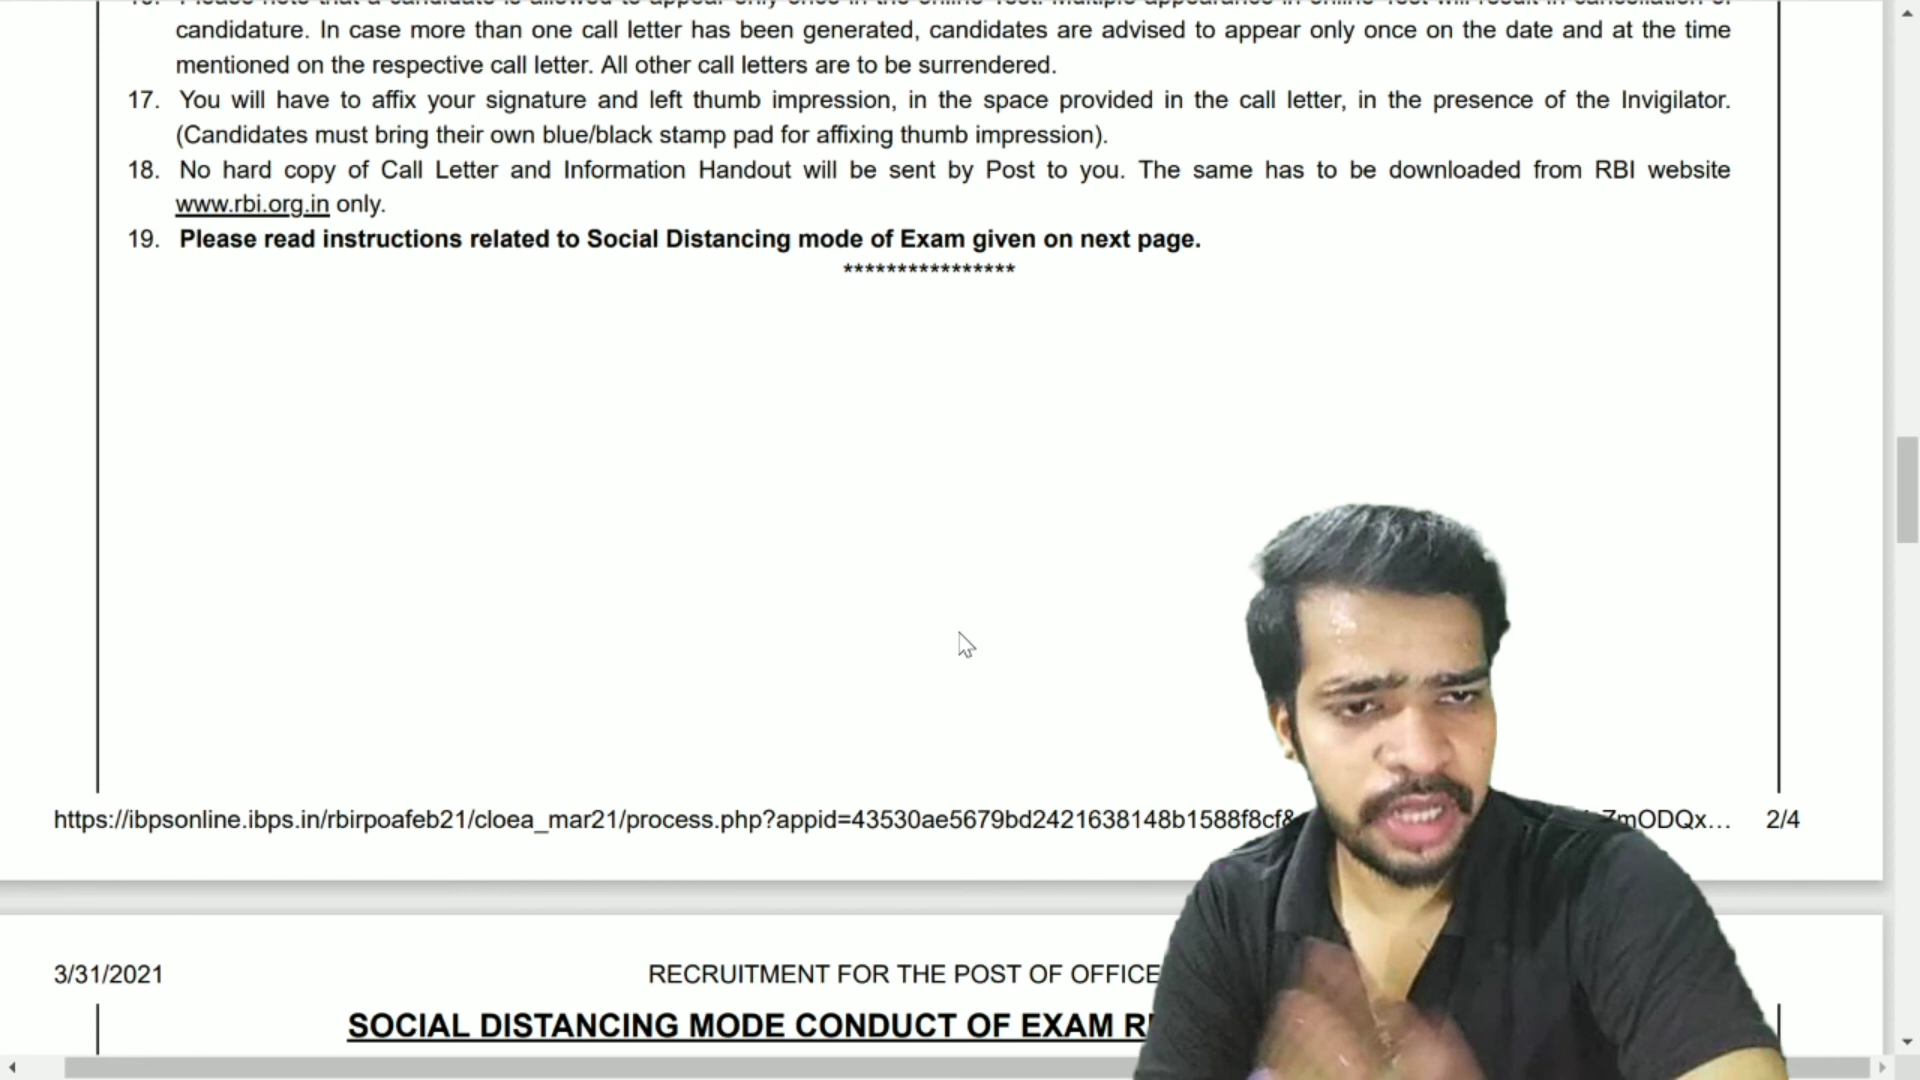 candidature. In case more than one call letter has been generated, candidates are advised to appear only once on the date and at the time
mentioned on the respective call letter. All other call letters are to be surrendered.
17. You will have to affix your signature and left thumb impression, in the space provided in the call letter, in the presence of the Invigilator.
(Candidates must bring their own blue/black stamp pad for affixing thumb impression).
18. No hard copy of Call Letter and Information Handout will be sent by Post to you. The same has to be downloaded from RBI website
www.rbi.org.in only.
19. Please read instructions related to Social Distancing mode of Exam given on next page.
****************
https://ibpsonline.ibps.in/rbirpoafeb21/cloea_mar21/process.php?appid=43530ae5679bd2421638148b1588f8cf& ZmODQx... 2/4
3/31/2021 RECRUITMENT FOR THE POST OF OFFICE
SOCIAL DISTANCING MODE CONDUCT OF EXAM